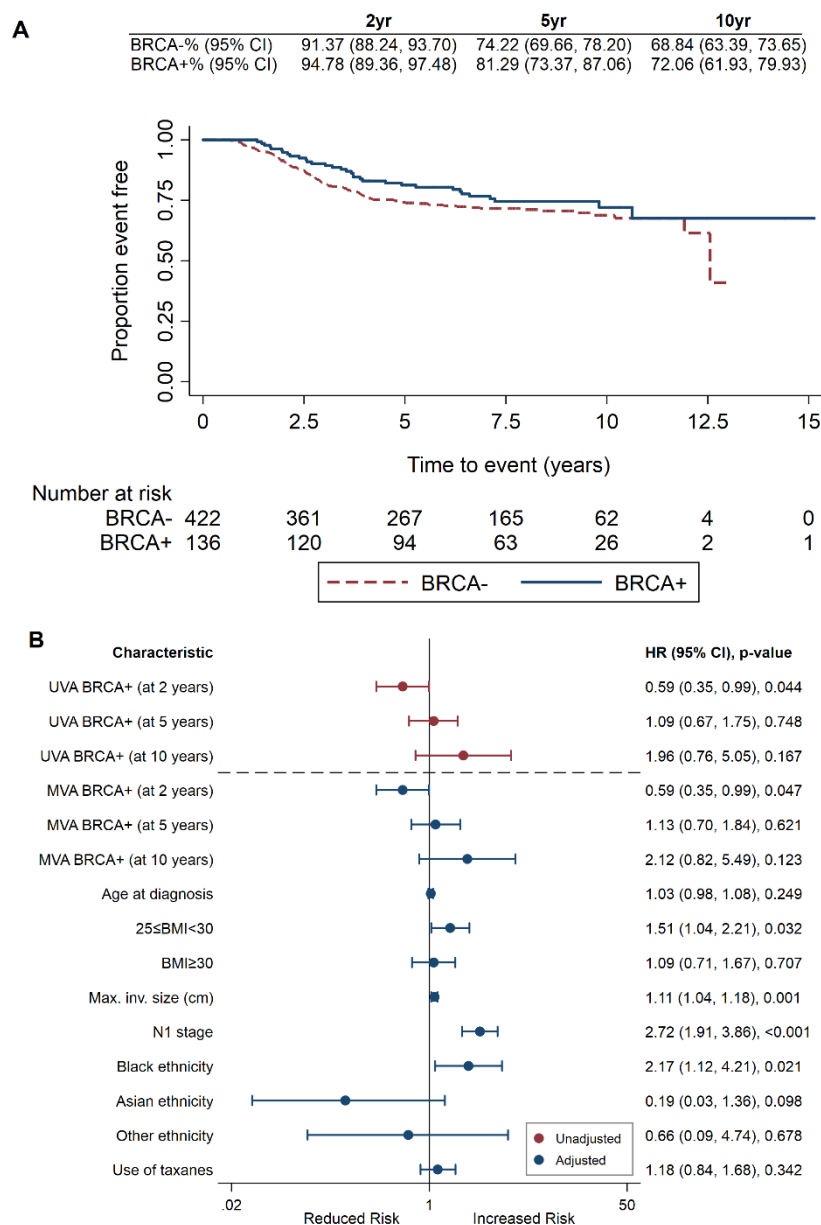 A
2yr 5yr 10yr
BRCA-% (95% CI) 91.37 (88.24, 93.70) 74.22 (69.66, 78.20) 68.84 (63.39, 73.65)
BRCA+% (95% CI) 94.78 (89.36, 97.48) 81.29 (73.37, 87.06) 72.06 (61.93, 79.93)
Proportion event free
1.00
0.75
0.50
0.25
0.00
0 2.5 5 7.5 10 12.5 15
Time to event (years)
Number at risk
BRCA- 422 361 267 165 62 4 0
BRCA+ 136 120 94 63 26 2 1
BRCA- BRCA+
B
Characteristic HR (95% CI), p-value
UVA BRCA+ (at 2 years) 0.59 (0.35, 0.99), 0.044
UVA BRCA+ (at 5 years) 1.09 (0.67, 1.75), 0.748
UVA BRCA+ (at 10 years) 1.96 (0.76, 5.05), 0.167
MVA BRCA+ (at 2 years) 0.59 (0.35, 0.99), 0.047
MVA BRCA+ (at 5 years) 1.13 (0.70, 1.84), 0.621
MVA BRCA+ (at 10 years) 2.12 (0.82, 5.49), 0.123
Age at diagnosis 1.03 (0.98, 1.08), 0.249
25≤BMI<30 1.51 (1.04, 2.21), 0.032
BMI≥30 1.09 (0.71, 1.67), 0.707
Max. inv. size (cm) 1.11 (1.04, 1.18), 0.001
N1 stage 2.72 (1.91, 3.86), <0.001
Black ethnicity 2.17 (1.12, 4.21), 0.021
Asian ethnicity 0.19 (0.03, 1.36), 0.098
Other ethnicity 0.66 (0.09, 4.74), 0.678
Use of taxanes 1.18 (0.84, 1.68), 0.342
Unadjusted
Adjusted
.02 1 50
Reduced Risk Increased Risk